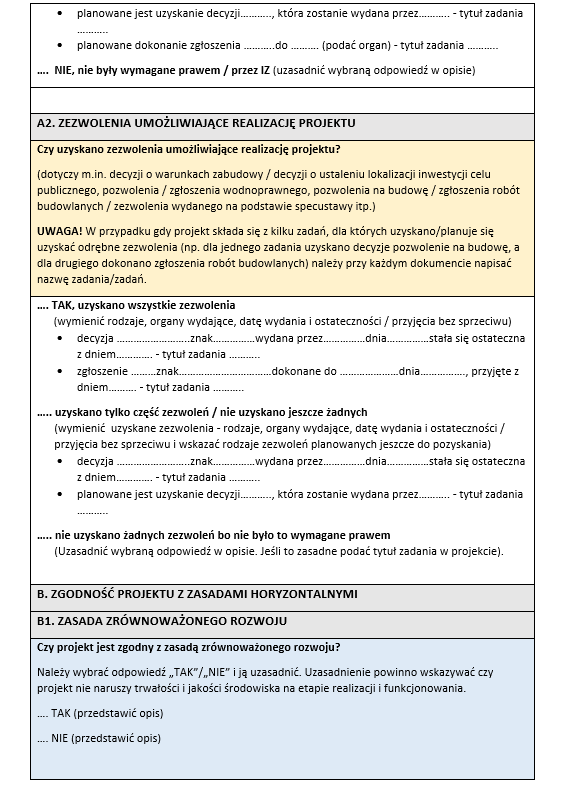 • planowane jest uzyskanie decyzji.........., która zostanie wydana przez.......... - tytuł zadania
...........
• planowane dokonanie zgłoszenia ...........do ........... (podać organ) - tytuł zadania ...........
.... NIE, nie były wymagane prawem / przez IZ (uzasadnić wybraną odpowiedź w opisie)
A2. ZEZWOLENIA UMOŻLIWIAJĄCE REALIZACJĘ PROJEKTU
Czy uzyskano zezwolenia umożliwiające realizację projektu?
(dotyczy m.in. decyzji o warunkach zabudowy / decyzji o ustaleniu lokalizacji inwestycji celu
publicznego, pozwolenia / zgłoszenia wodnoprawnego, pozwolenia na budowę / zgłoszenia robót
budowlanych / zezwolenia wydanego na podstawie specustawy itp.)
UWAGA! W przypadku gdy projekt składa się z kilku zadań, dla których uzyskano/planuje się
uzyskać odrębne zezwolenia (np. dla jednego zadania uzyskano decyzje pozwolenie na budowę, a
dla drugiego dokonano zgłoszenia robót budowlanych) należy przy każdym dokumencie napisać
nazwę zadania/zadań.
.... TAK, uzyskano wszystkie zezwolenia
(wymienić rodzaje, organy wydające, datę wydania i ostateczności / przyjęcia bez sprzeciwu)
• decyzja ........................znak..............wydana przez..............dnia..............stała się ostateczna
z dniem............ - tytuł zadania ...........
• zgłoszenie ........znak..............................dokonane do ...................dnia..............., przyjęte z
dniem......... - tytuł zadania ...........
..... uzyskano tylko część zezwoleń / nie uzyskano jeszcze żadnych
(wymienić uzyskane zezwolenia - rodzaje, organy wydające, datę wydania i ostateczności /
przyjęcia bez sprzeciwu i wskazać rodzaje zezwoleń planowanych jeszcze do pozyskania)
• decyzja ........................znak..............wydana przez..............dnia..............stała się ostateczna
z dniem............ - tytuł zadania ...........
• planowane jest uzyskanie decyzji.........., która zostanie wydana przez.......... - tytuł zadania
...........
..... nie uzyskano żadnych zezwoleń bo nie było to wymagane prawem
(Uzasadnić wybraną odpowiedź w opisie. Jeśli to zasadne podać tytuł zadania w projekcie).
B. ZGODNOŚĆ PROJEKTU Z ZASADAMI HORYZONTALNYMI
B1. ZASADA ZRÓWNOWAŻONEGO ROZWOJU
Czy projekt jest zgodny z zasadą zrównoważonego rozwoju?
Należy wybrać odpowiedź „TAK”/„NIE” i ją uzasadnić. Uzasadnienie powinno wskazywać czy
projekt nie naruszy trwałości i jakości środowiska na etapie realizacji i funkcjonowania.
.... TAK (przedstawić opis)
.... NIE (przedstawić opis)